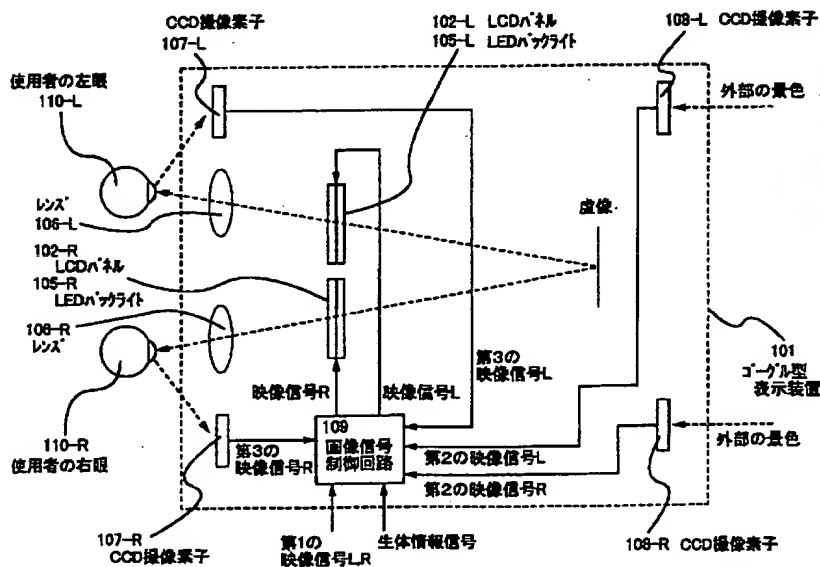 CCD撮像素子
107-L
102-L LCDパネル
105-L LEDバックライト
108-L CCD撮像素子
使用者の左眼
110-L
外部の景色
レンズ
106-L
虚像
102-R
LCDパネル
105-R
LEDバックライト
106-R
レンズ
101
ゴーグル型
表示装置
第3の
映像信号L
映像信号R
映像信号L
110-R
使用者の右眼
109
画像信号
制御回路
第3の
映像信号R
第2の映像信号L
第2の映像信号R
外部の景色
107-R
CCD撮像素子
第1の
映像信号L,R
生体情報信号
108-R CCD撮像素子